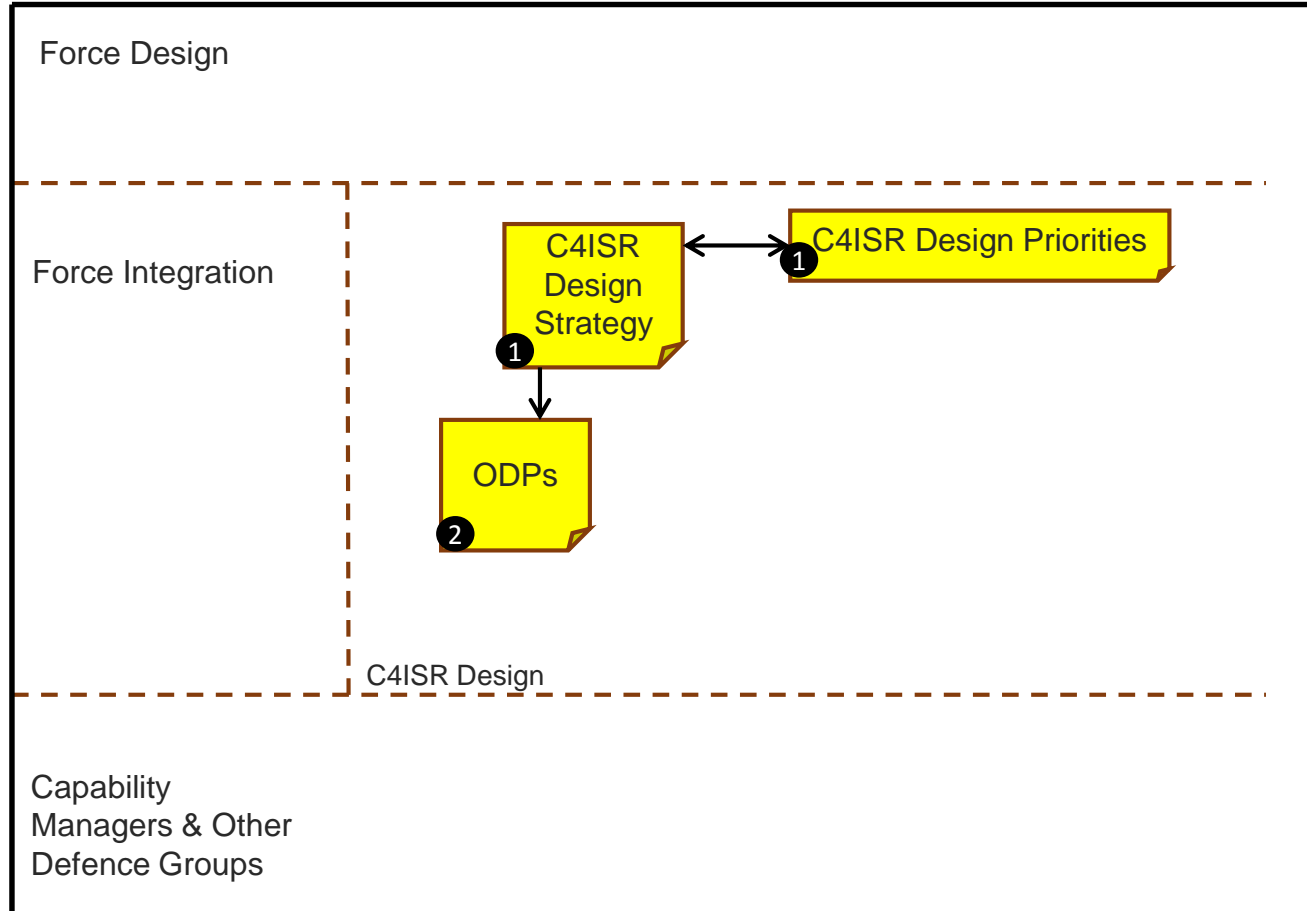 Force Design
Force Integration
C4ISR
Design
Strategy
1
C4ISR Design Priorities
1
ODPs
2
C4ISR Design
Capability
Managers & Other
Defence Groups